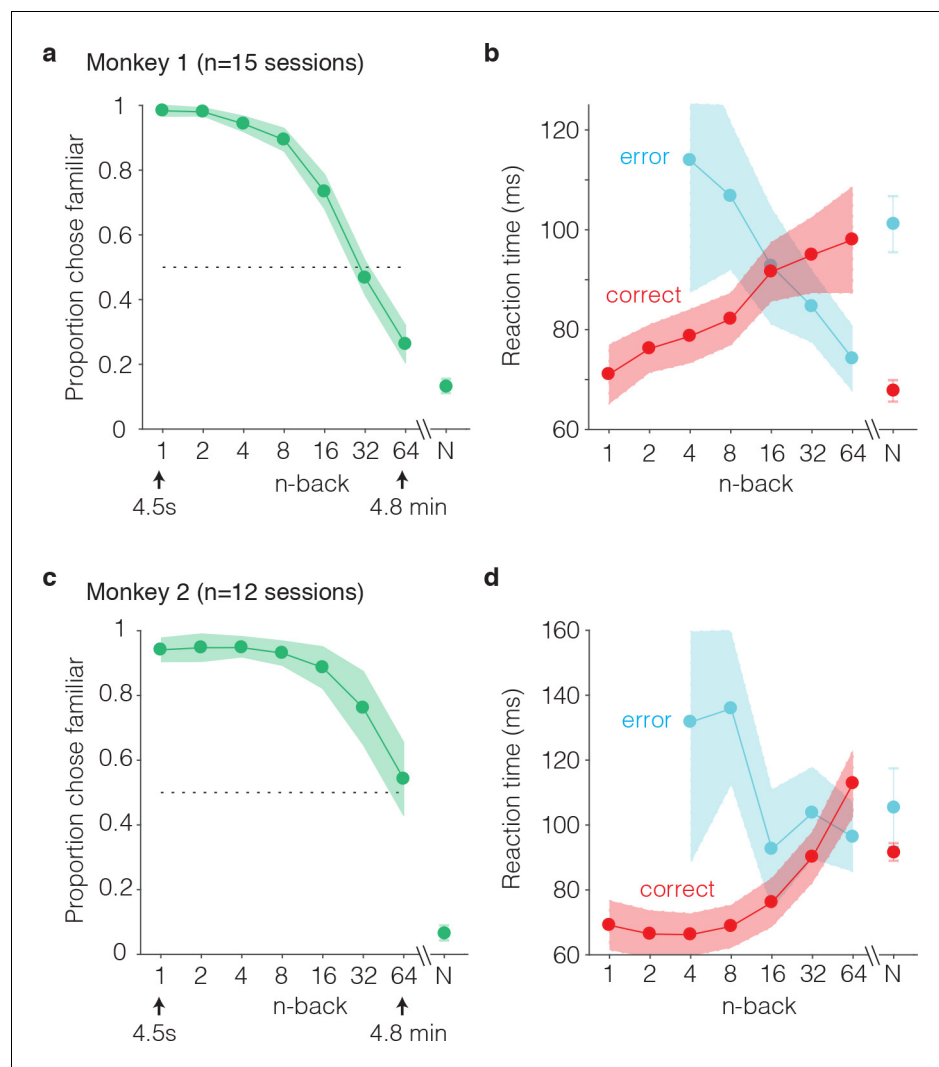 a
Monkey 1 (n=15 sessions)
Proportion chose familiar
1
0.8
0.6
0.4
0.2
0
1 2 4 8 16 32 64 N
n-back
4.5s 4.8 min
b
Reaction time (ms)
120
100
80
60
error
correct
1 2 4 8 16 32 64 N
n-back
c
Monkey 2 (n=12 sessions)
Proportion chose familiar
1
0.8
0.6
0.4
0.2
0
1 2 4 8 16 32 64 N
n-back
4.5s 4.8 min
d
Reaction time (ms)
160
140
120
100
80
60
error
correct
1 2 4 8 16 32 64 N
n-back